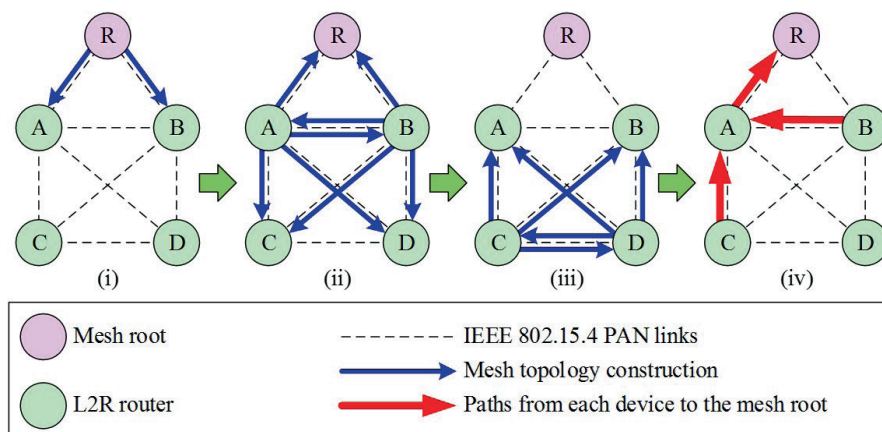 R R R R
A B A B A B A B
C D C D C D C D
(i) (ii) (iii) (iv)
Mesh root
IEEE 802.15.4 PAN links
Mesh topology construction
L2R router
Paths from each device to the mesh root